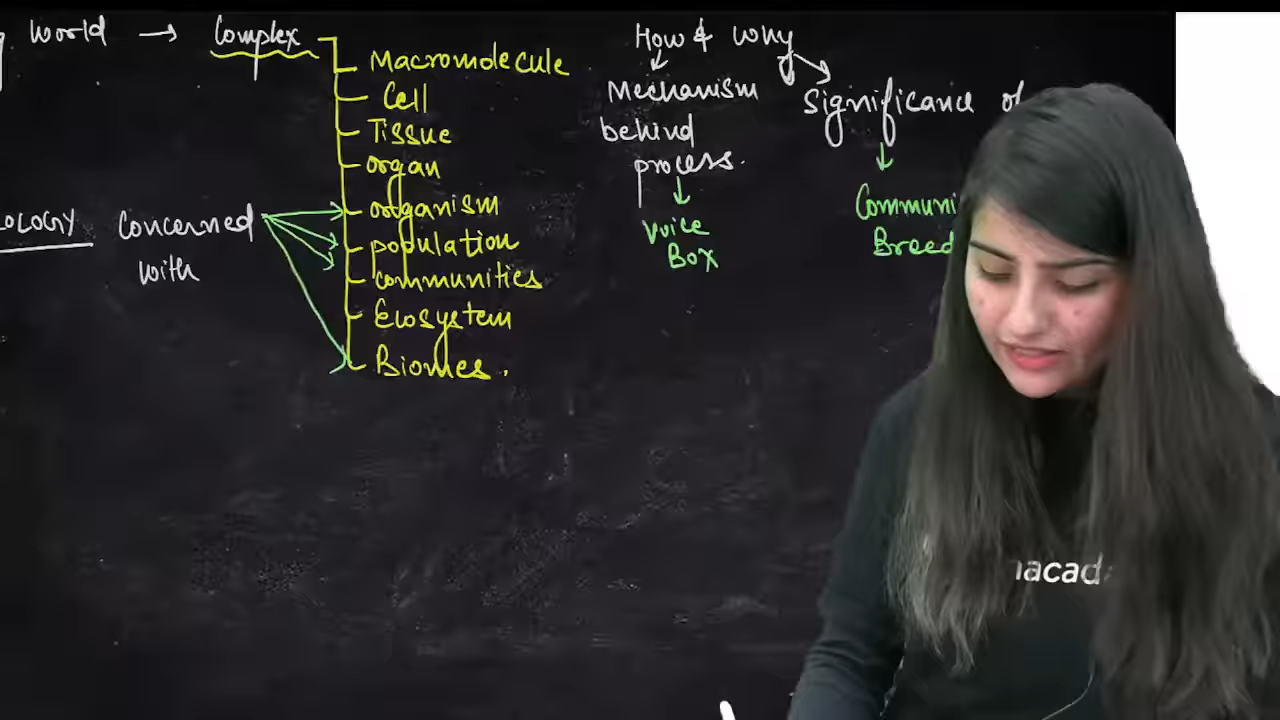 World → Complex
Macromolecule
Cell
Tissue
organ
organism
population
communities
Ecosystem
Biomes.
OLOGY Concerned
with
How & Why
Mechanism
behind
process.
Voice
Box
Significance of
Communi
Breed
nacad